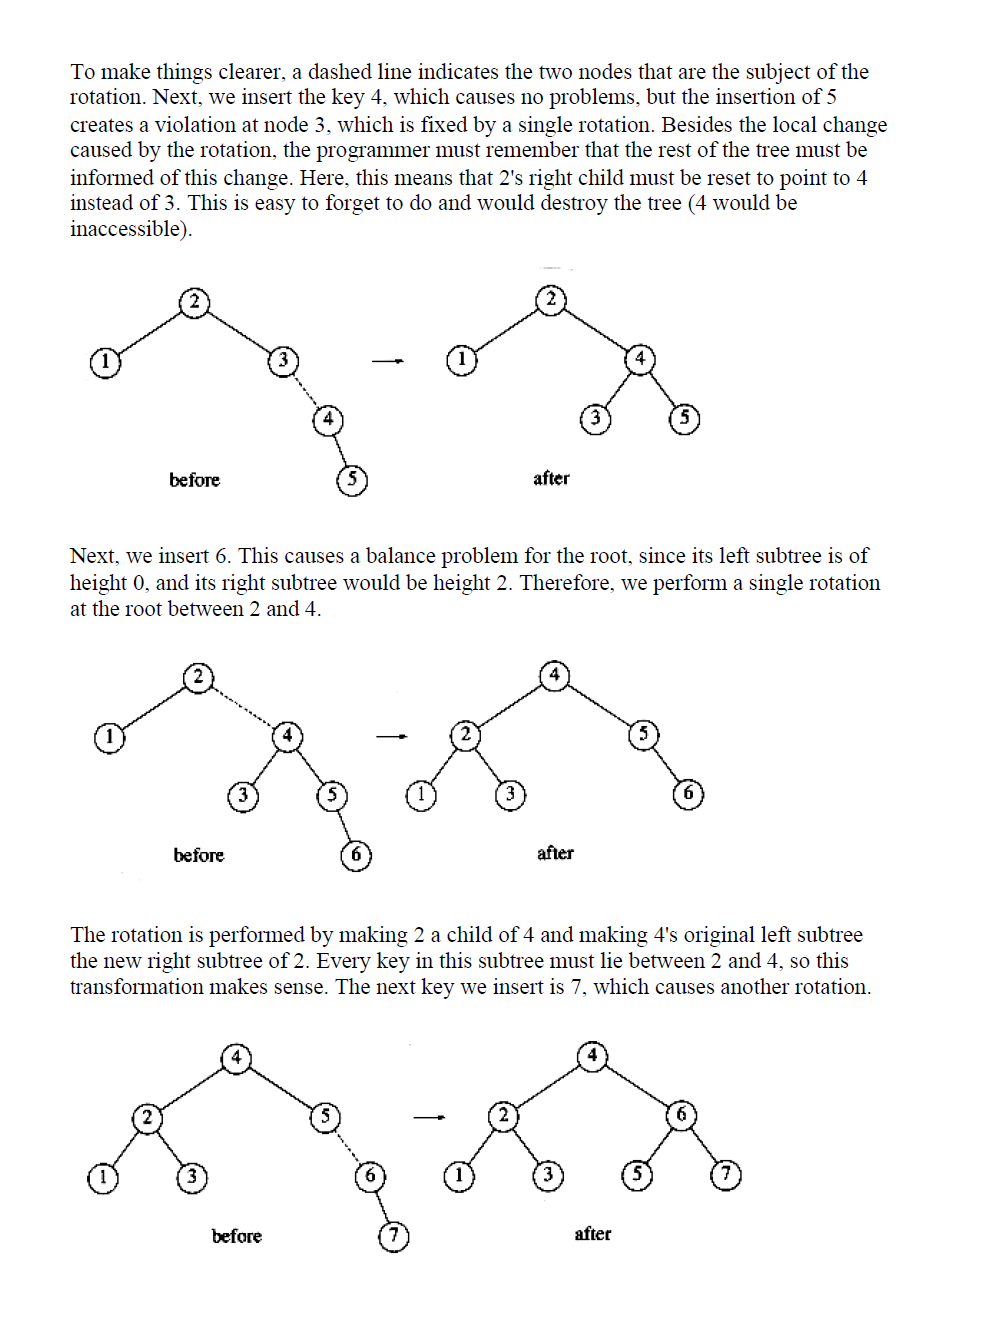 To make things clearer, a dashed line indicates the two nodes that are the subject of the
rotation. Next, we insert the key 4, which causes no problems, but the insertion of 5
creates a violation at node 3, which is fixed by a single rotation. Besides the local change
caused by the rotation, the programmer must remember that the rest of the tree must be
informed of this change. Here, this means that 2's right child must be reset to point to 4
instead of 3. This is easy to forget to do and would destroy the tree (4 would be
inaccessible).
2 2
1 3 1 4
4 3 5
before 5 after
Next, we insert 6. This causes a balance problem for the root, since its left subtree is of
height 0, and its right subtree would be height 2. Therefore, we perform a single rotation
at the root between 2 and 4.
2 4
1 4 2 5
3 5 1 3 6
before 6 after
The rotation is performed by making 2 a child of 4 and making 4's original left subtree
the new right subtree of 2. Every key in this subtree must lie between 2 and 4, so this
transformation makes sense. The next key we insert is 7, which causes another rotation.
4 4
2 5 2 6
1 3 6 1 3 5 7
before 7 after